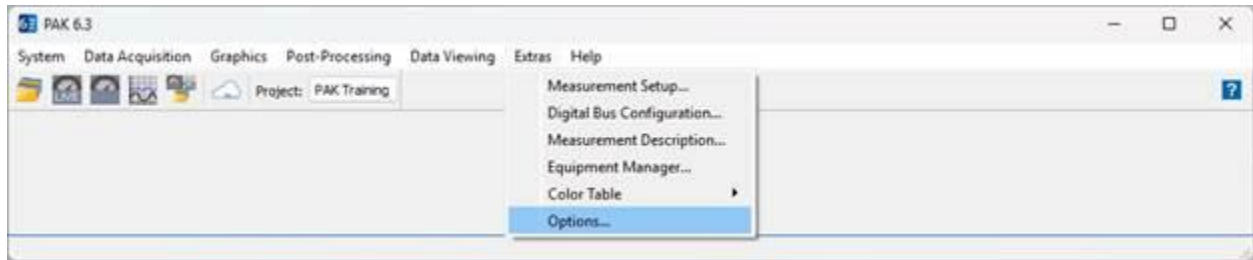 PAK 6.3
System Data Acquisition Graphics Post-Processing Data Viewing Extras Help
Project: PAK Training
Measurement Setup...
Digital Bus Configuration...
Measurement Description...
Equipment Manager...
Color Table
Options...